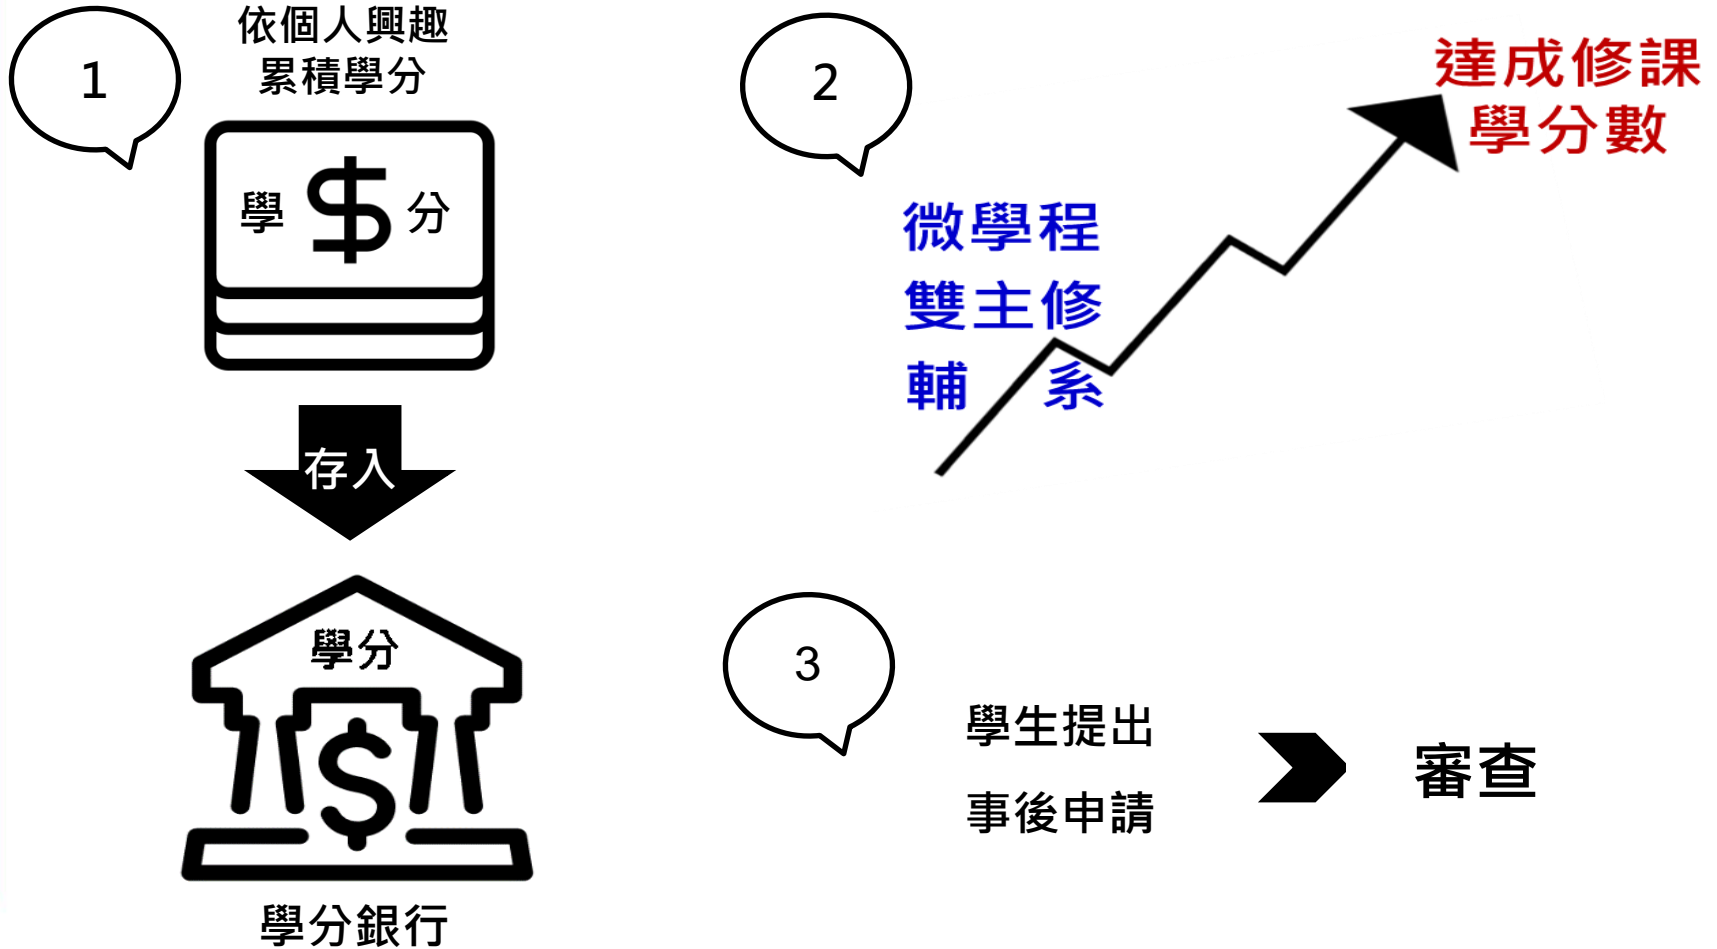 1
依個人興趣
累積學分
學 $ 分
存入
學分
$
學分銀行
2
達成修課
學分數
微學程
雙主修
輔 系
3
學生提出
事後申請
審查